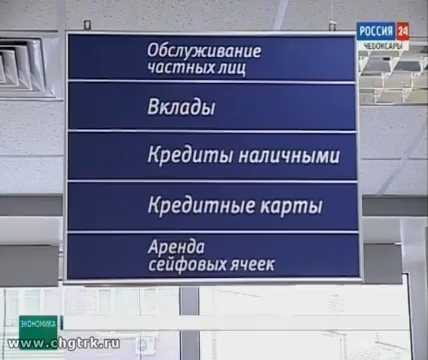 РОССИЯ 24
ЧЕБОКСАРЫ
Обслуживание
частных лиц
Вклады
Кредиты наличными
Кредитные карты
Аренда
сейфовых ячеек
ЭКОНОМИКА
www.chgtrk.ru